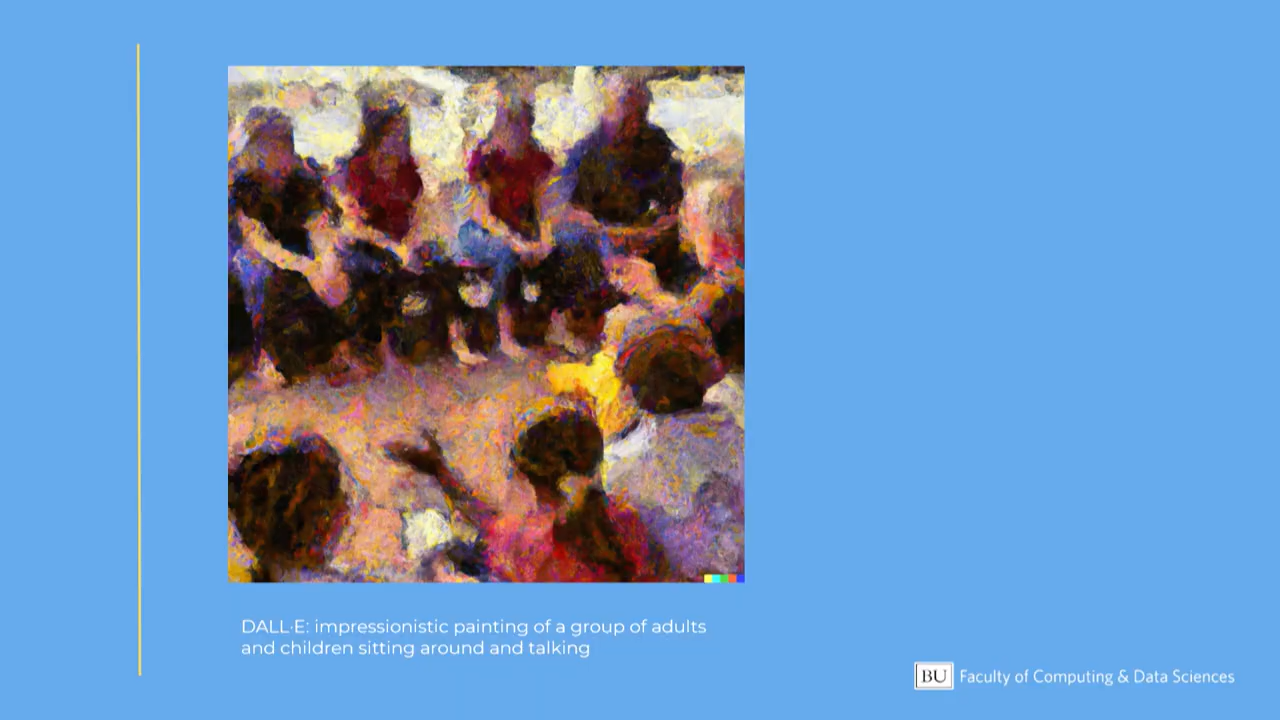 DALL·E: impressionistic painting of a group of adults
and children sitting around and talking
BU Faculty of Computing & Data Sciences